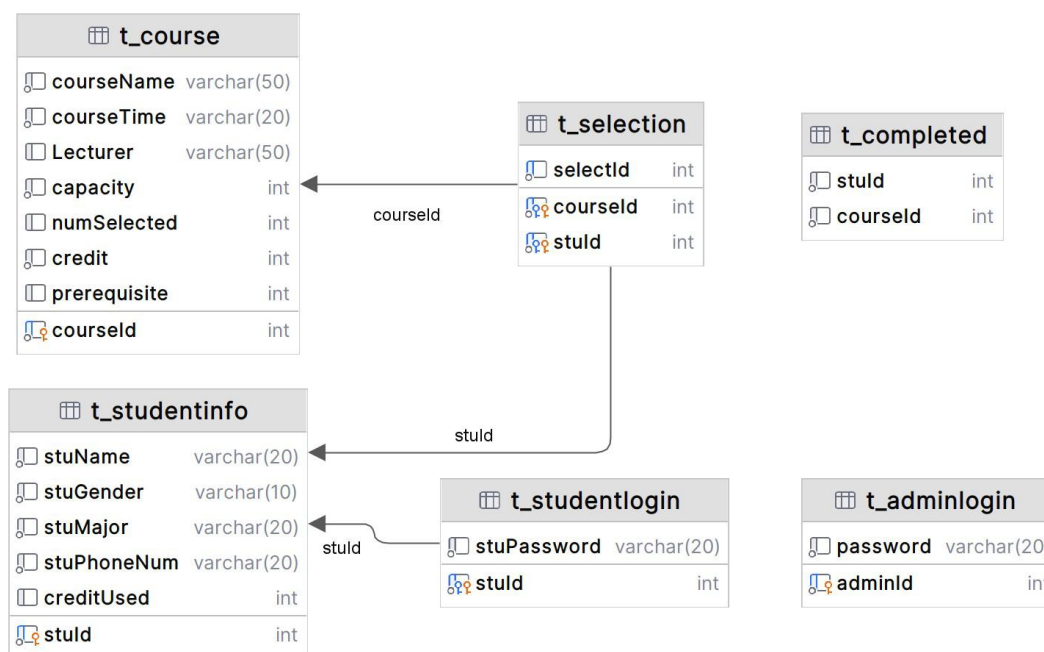 t_course
courseName varchar(50)
courseTime varchar(20)
Lecturer varchar(50)
capacity int
numSelected int
credit int
prerequisite int
courseId int
t_selection
selectId int
courseId int
stuId int
t_completed
stuId int
courseId int
courseId
stuId
t_studentinfo
stuName varchar(20)
stuGender varchar(10)
stuMajor varchar(20)
stuPhoneNum varchar(20)
creditUsed int
stuId int
stuId
t_studentlogin
stuPassword varchar(20)
stuId int
t_adminlogin
password varchar(20
adminId in